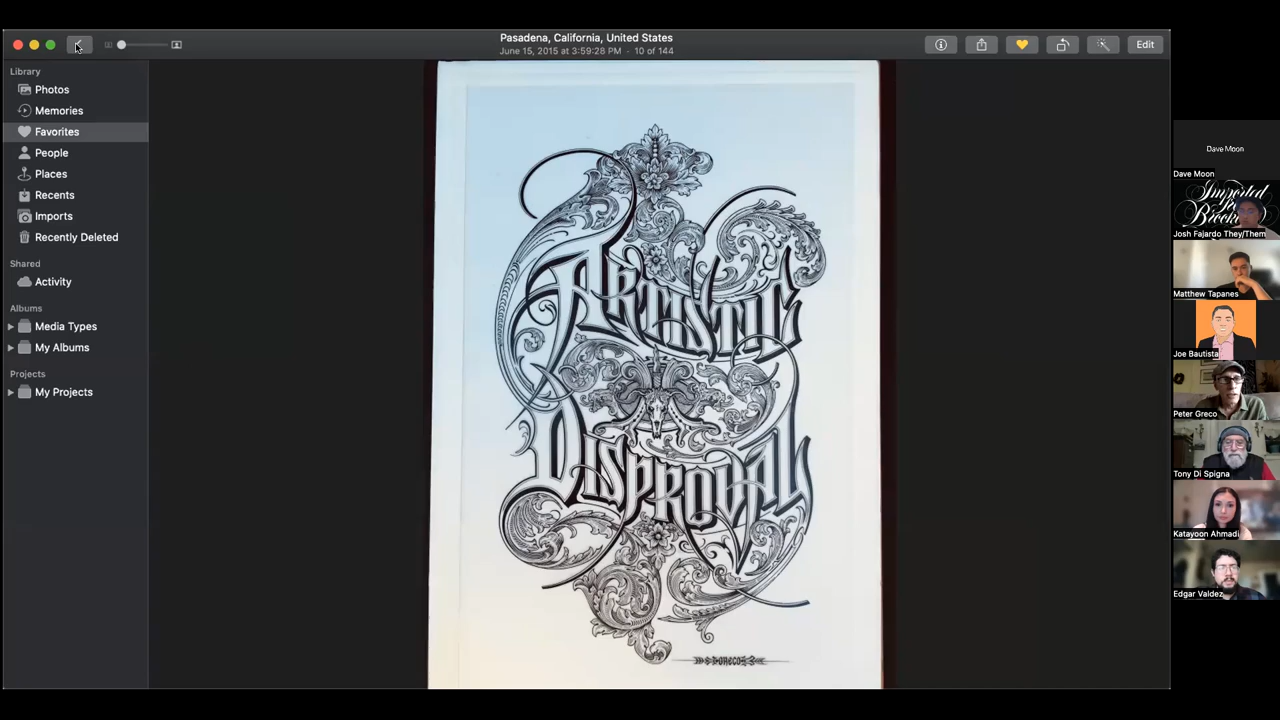 Pasadena, California, United States
June 15, 2015 at 3:59:28 PM · 10 of 144
Edit
Library
Photos
Memories
Favorites
People
Places
Recents
Imports
Recently Deleted
Shared
Activity
Albums
Media Types
My Albums
Projects
My Projects
ARTISTIC
DISPROVAL
Dave Moon
Dave Moon
Imported
Josh Fajardo They/Them
Matthew Tapanes
Joe Bautista
Peter Greco
Tony Di Spigna
Katayoon Ahmadi
Edgar Valdez